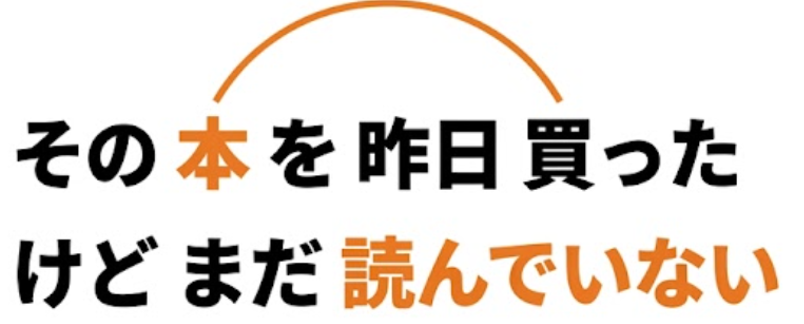 その 本 を 昨日 買った
けど まだ 読んでいない